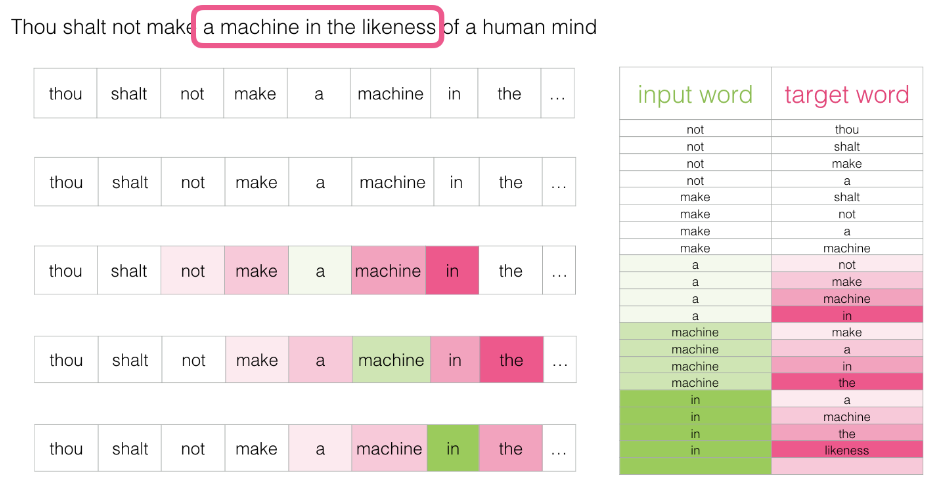 Thou shalt not make a machine in the likeness of a human mind
thou shalt not make a machine in the ...
thou shalt not make a machine in the ...
thou shalt not make a machine in the ...
thou shalt not make a machine in the ...
thou shalt not make a machine in the ...
input word target word
not thou
not shalt
not make
not a
make shalt
make not
make a
make machine
a not
a make
a machine
a in
machine make
machine a
machine in
machine the
in a
in machine
in the
in likeness